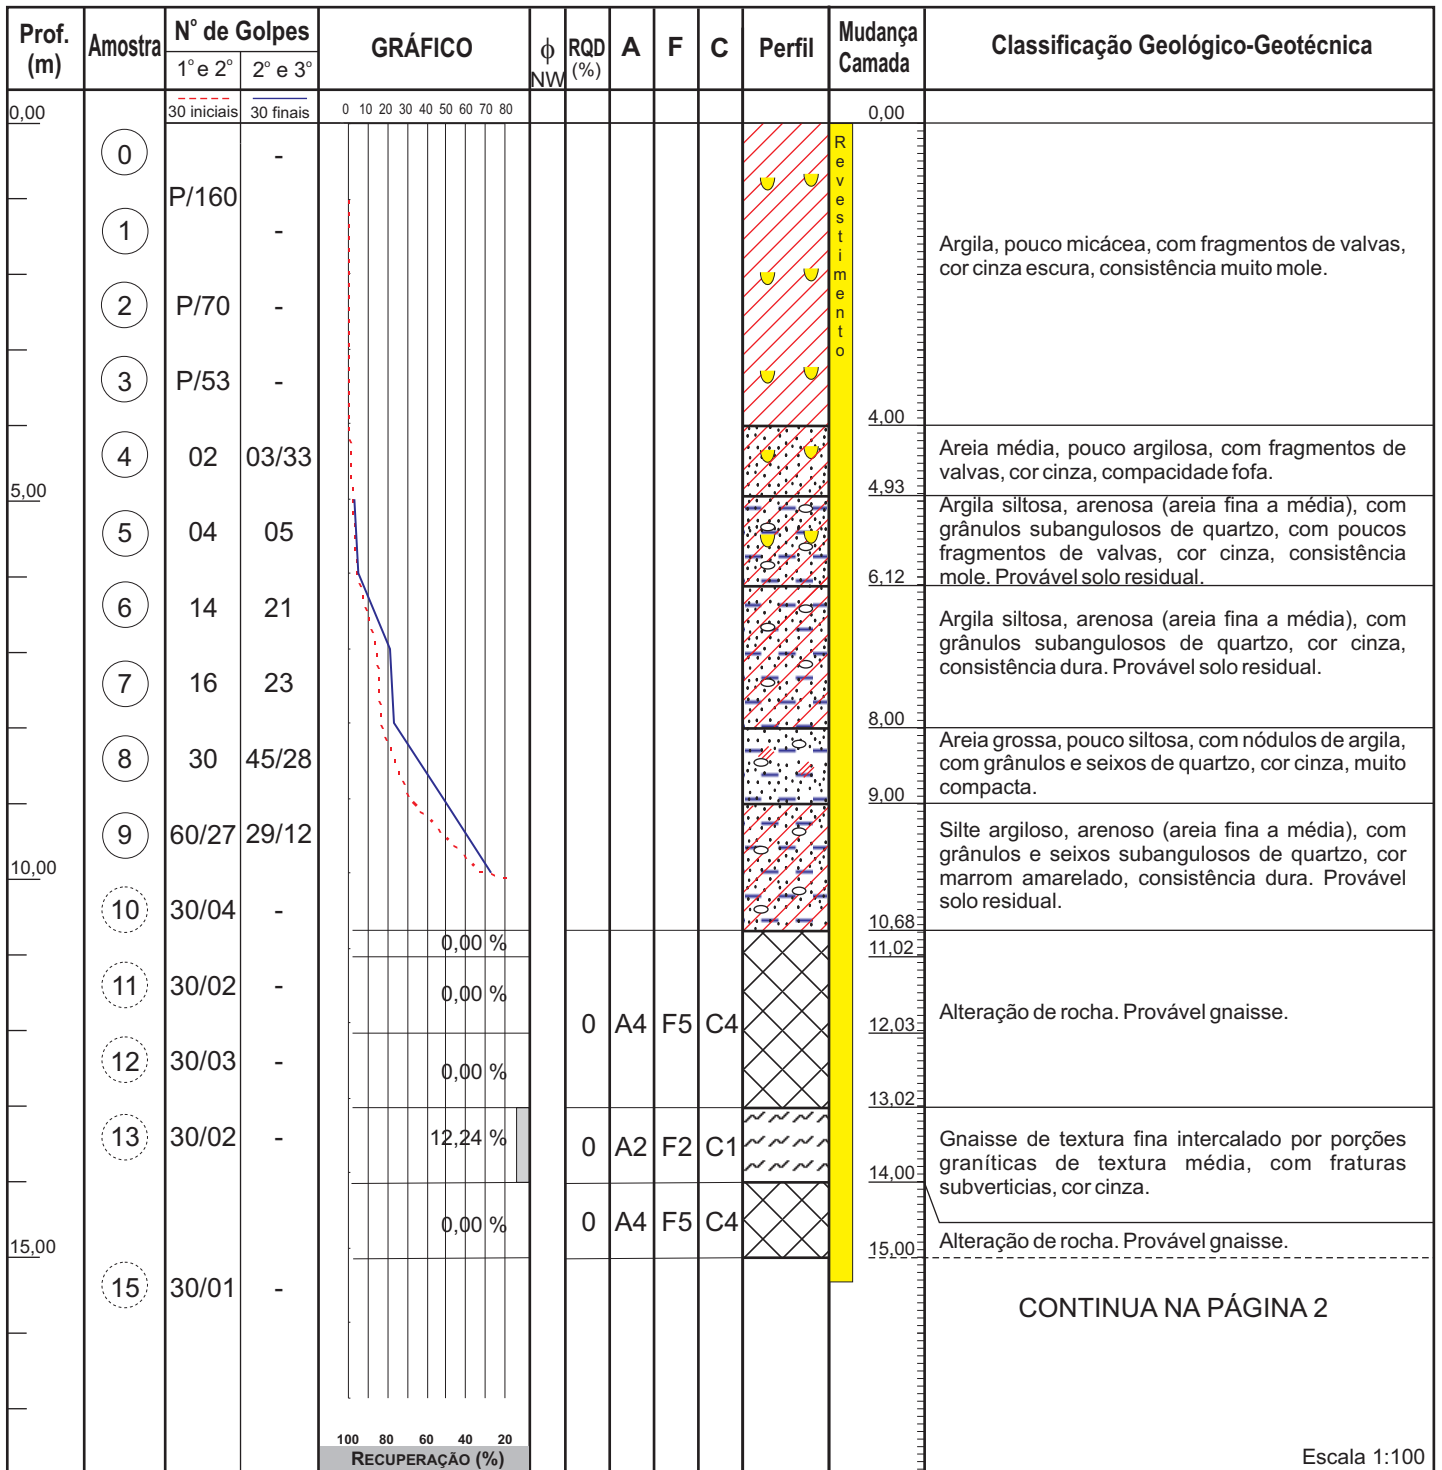 Prof. (m)
Amostra
N° de Golpes
1° e 2°
2° e 3°
GRÁFICO
ϕ NW
RQD (%)
A
F
C
Perfil
Mudança Camada
Classificação Geológico-Geotécnica
30 iniciais
30 finais
0 10 20 30 40 50 60 70 80
0,00
0,00
Revestimento
0
-
P/160
1
-
Argila, pouco micácea, com fragmentos de valvas,
cor cinza escura, consistência muito mole.
2 P/70 -
3 P/53 -
4,00
4 02 03/33
Areia média, pouco argilosa, com fragmentos de
valvas, cor cinza, compacidade fofa.
4,93
5,00
5 04 05
Argila siltosa, arenosa (areia fina a média), com
grânulos subangulosos de quartzo, com poucos
fragmentos de valvas, cor cinza, consistência
mole. Provável solo residual.
6,12
6 14 21
Argila siltosa, arenosa (areia fina a média), com
grânulos subangulosos de quartzo, cor cinza,
consistência dura. Provável solo residual.
7 16 23
8,00
8 30 45/28
Areia grossa, pouco siltosa, com nódulos de argila,
com grânulos e seixos de quartzo, cor cinza, muito
compacta.
9,00
9 60/27 29/12
Silte argiloso, arenoso (areia fina a média), com
grânulos e seixos subangulosos de quartzo, cor
marrom amarelado, consistência dura. Provável
solo residual.
10,00
10 30/04 -
10,68
0,00 %
11,02
11 30/02 -
0,00 %
0 A4 F5 C4
12,03
Alteração de rocha. Provável gnaisse.
12 30/03 -
0,00 %
13,02
13 30/02 -
12,24 %
0 A2 F2 C1
Gnaisse de textura fina intercalado por porções
graníticas de textura média, com fraturas
subverticias, cor cinza.
14,00
0,00 %
0 A4 F5 C4
Alteração de rocha. Provável gnaisse.
15,00
15,00
15 30/01 -
CONTINUA NA PÁGINA 2
100 80 60 40 20
RECUPERAÇÃO (%)
Escala 1:100